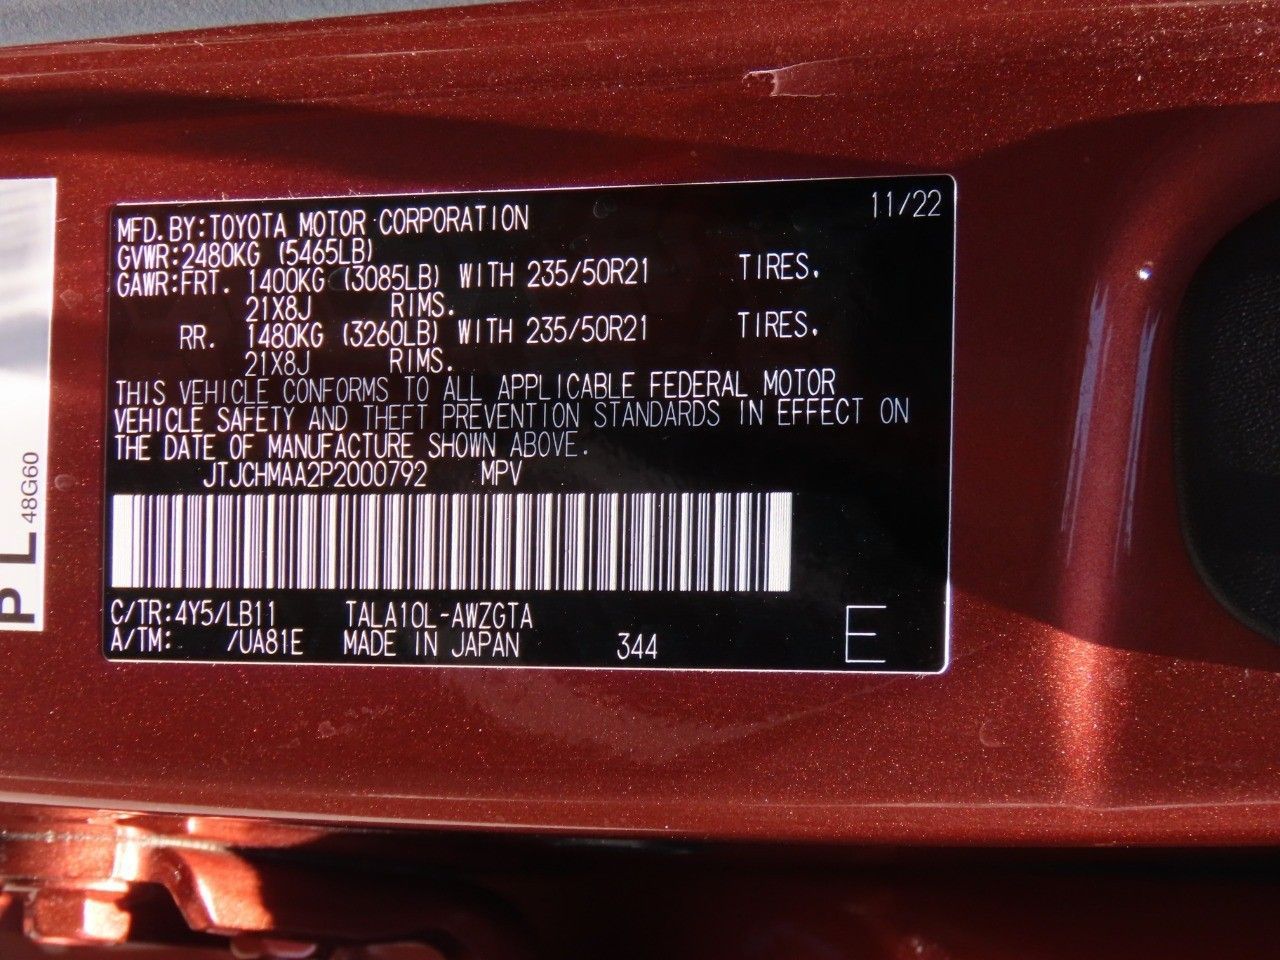 11/22
MFD. BY: TOYOTA MOTOR CORPORATION
GVWR: 2480KG (5465LB)
GAWR: FRT. 1400KG (3085LB) WITH 235/50R21 TIRES.
21X8J RIMS.
RR. 1480KG (3260LB) WITH 235/50R21 TIRES.
21X8J RIMS.
THIS VEHICLE CONFORMS TO ALL APPLICABLE FEDERAL MOTOR
VEHICLE SAFETY AND THEFT PREVENTION STANDARDS IN EFFECT ON
THE DATE OF MANUFACTURE SHOWN ABOVE.
JTJCHMAA2P2000792 MPV
C/TR: 4Y5/LB11 TALA10L-AWZGTA
A/TM: /UA81E MADE IN JAPAN 344
E
PL
48G60